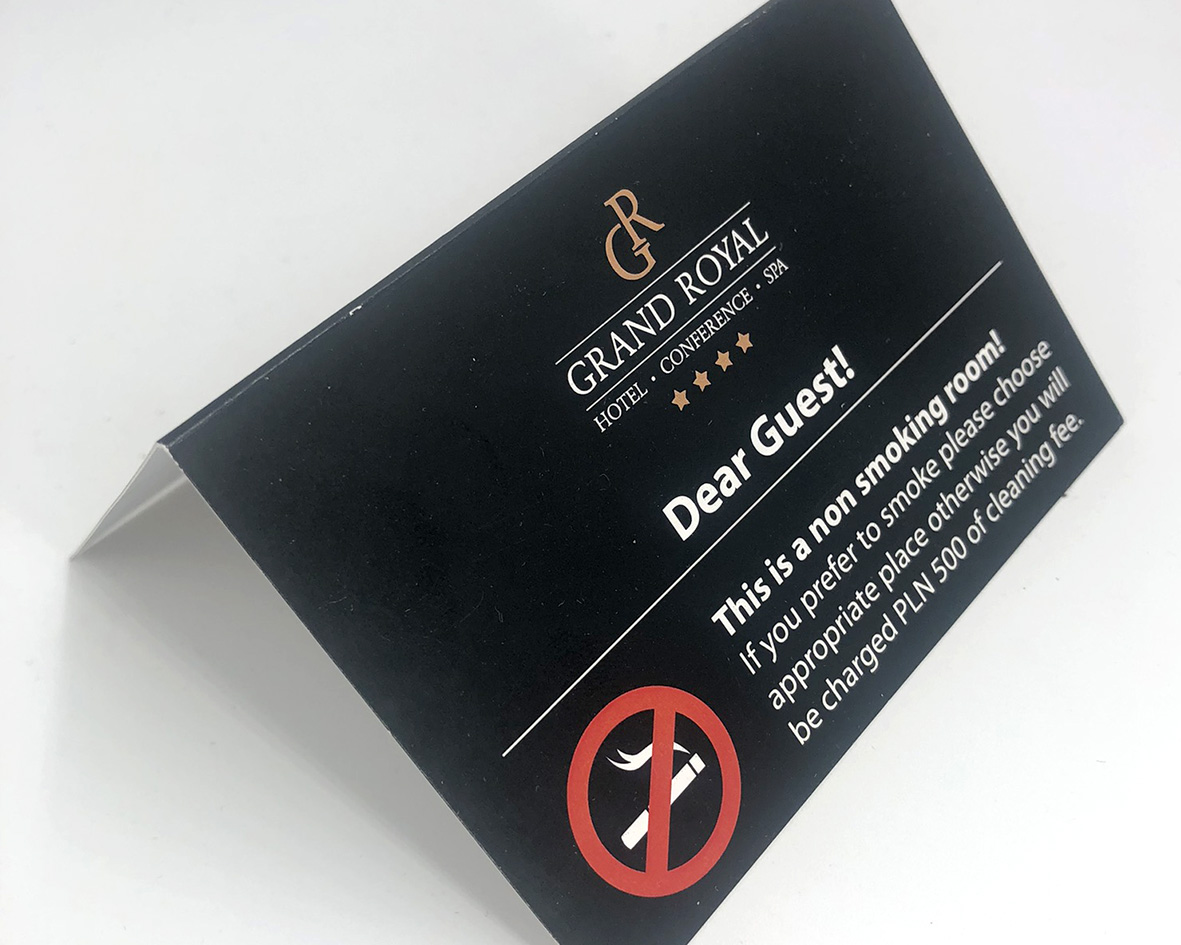 GR
GRAND ROYAL
HOTEL • CONFERENCE • SPA
Dear Guest!
This is a non smoking room!
If you prefer to smoke please choose
appropriate place otherwise you will
be charged PLN 500 of cleaning fee.